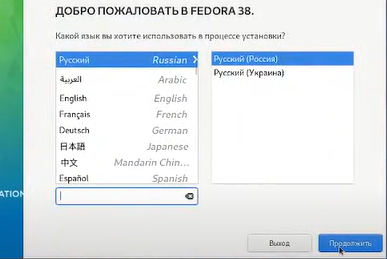 ДОБРО ПОЖАЛОВАТЬ В FEDORA 38.
Какой язык вы хотите использовать в процессе установки?
Русский Russian
العربية Arabic
English English
Français French
Deutsch German
日本語 Japanese
中文 Mandarin Chin...
Español Spanish
Русский (Россия)
Русский (Украина)
ATION
Выход
Продолжить